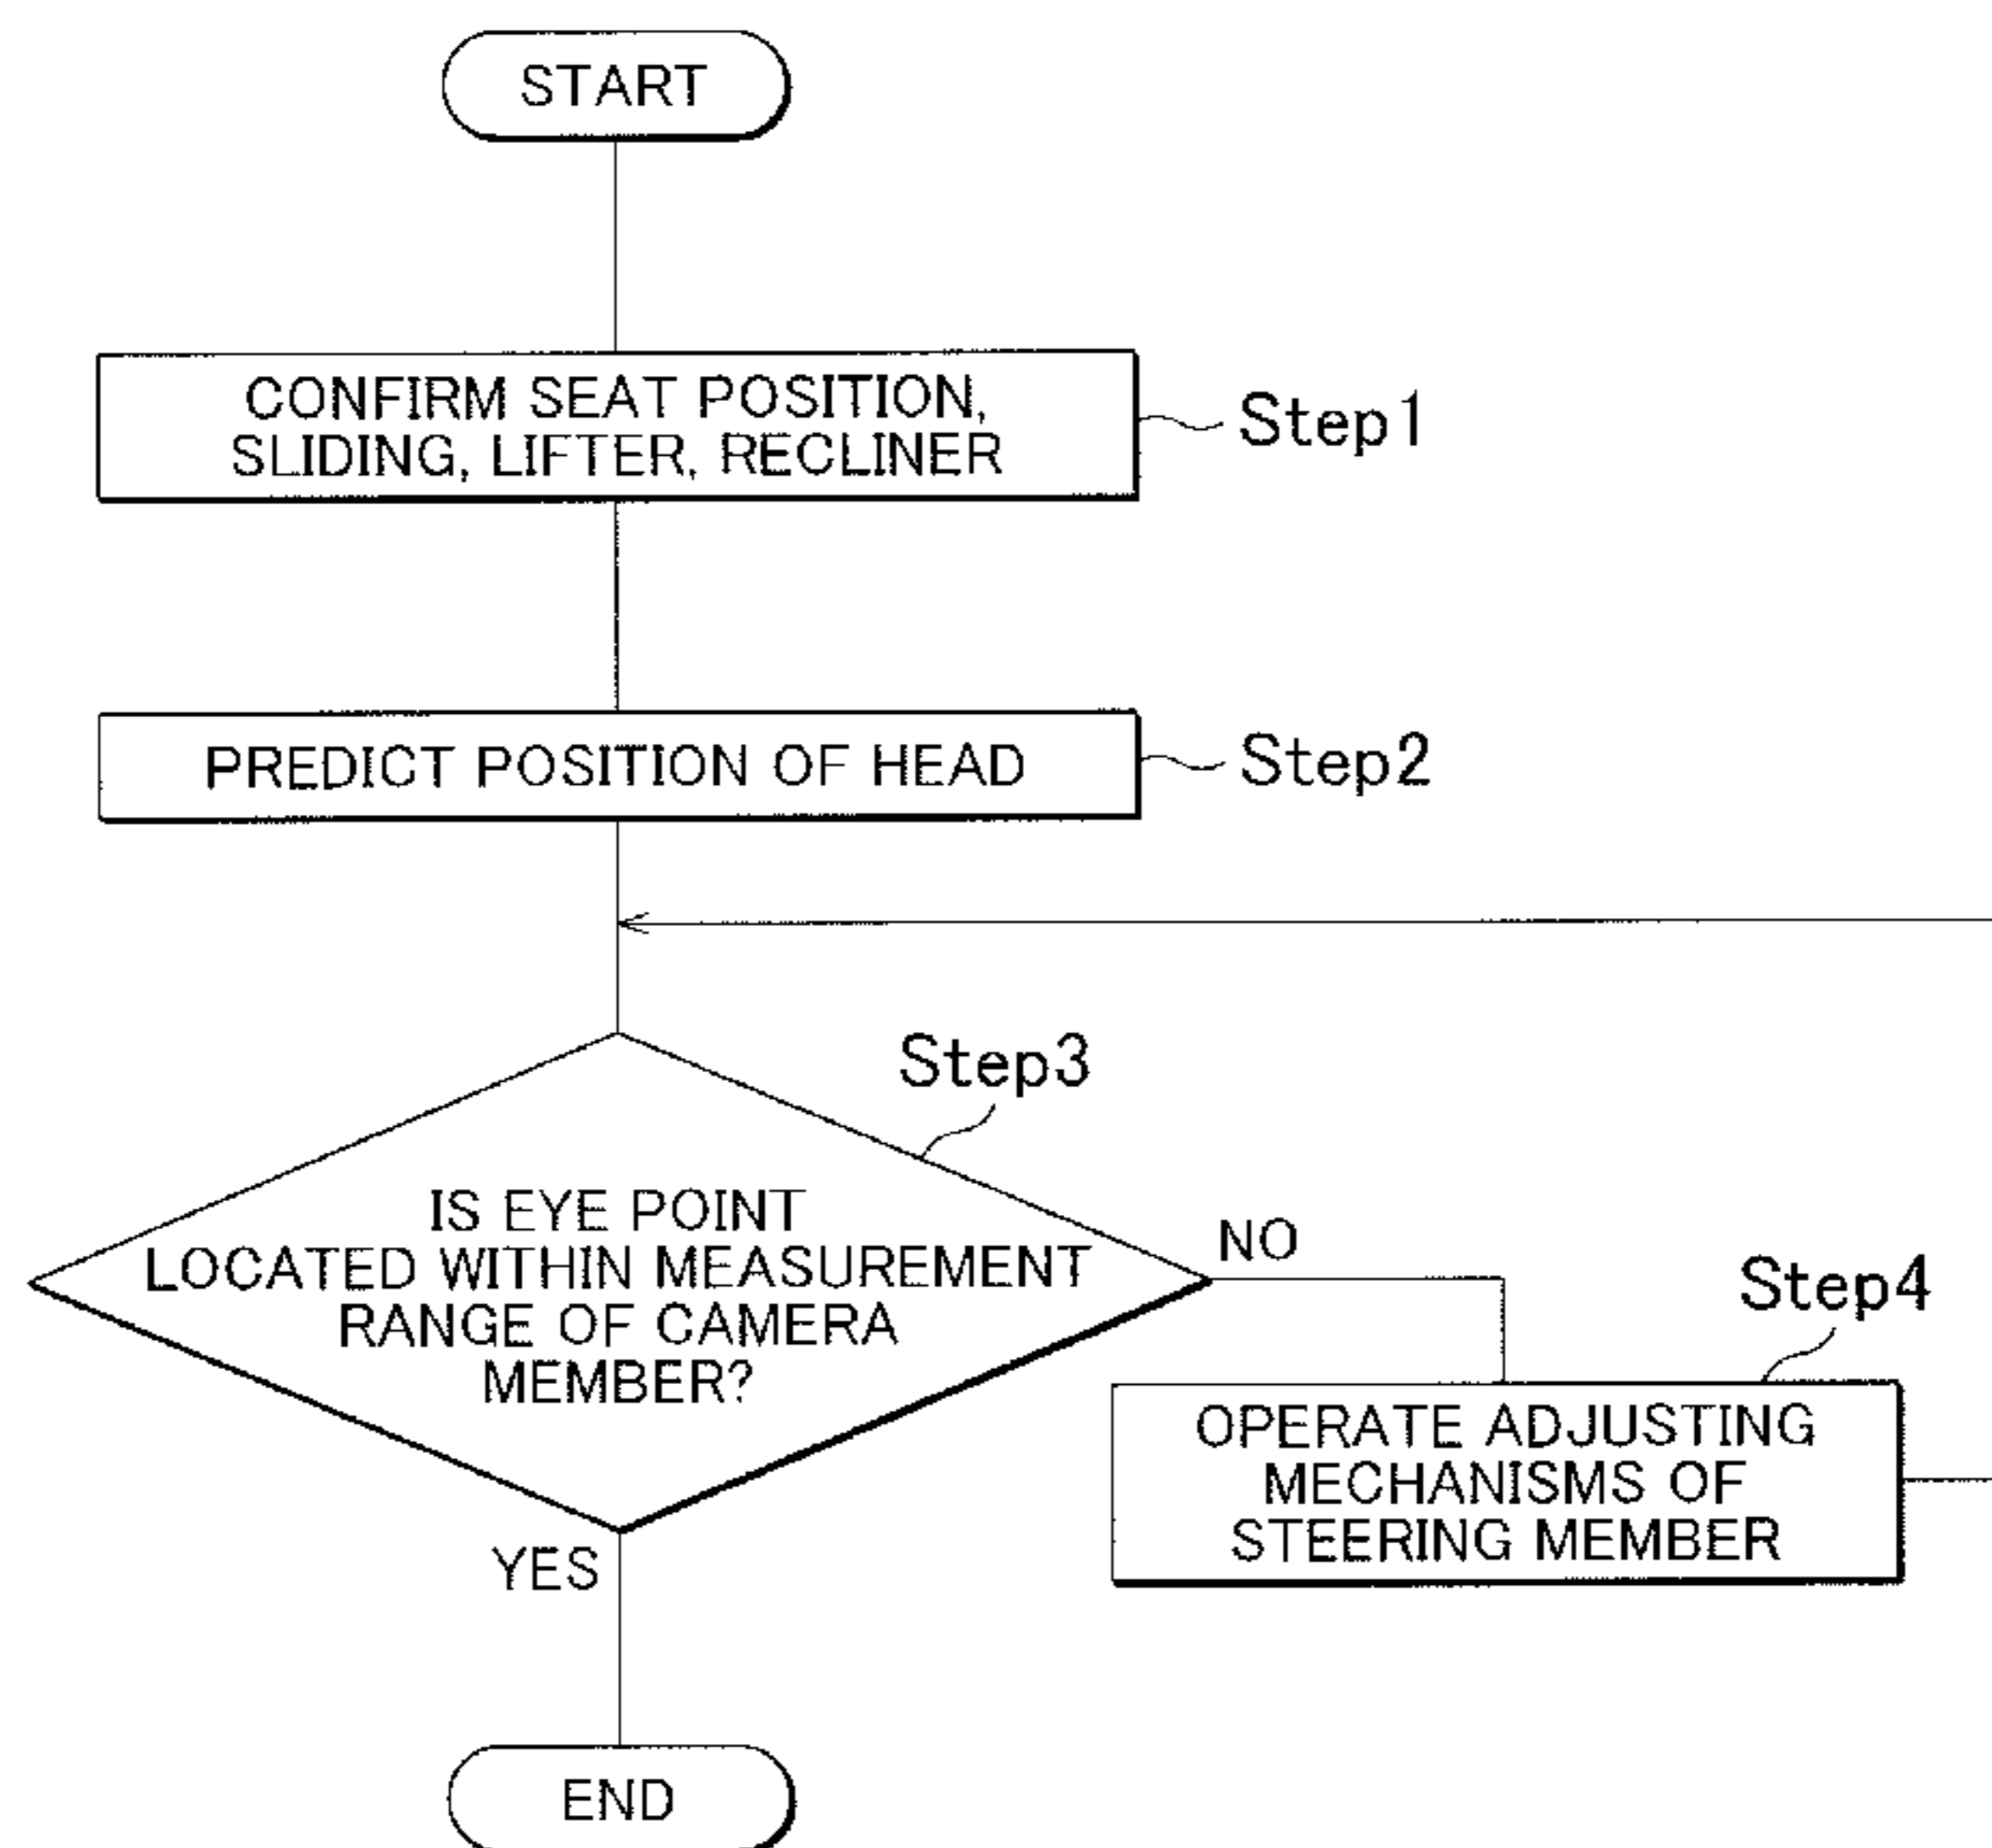 START
CONFIRM SEAT POSITION,
SLIDING, LIFTER, RECLINER
Step1
PREDICT POSITION OF HEAD
Step2
Step3
IS EYE POINT
LOCATED WITHIN MEASUREMENT
RANGE OF CAMERA
MEMBER?
NO
Step4
OPERATE ADJUSTING
MECHANISMS OF
STEERING MEMBER
YES
END